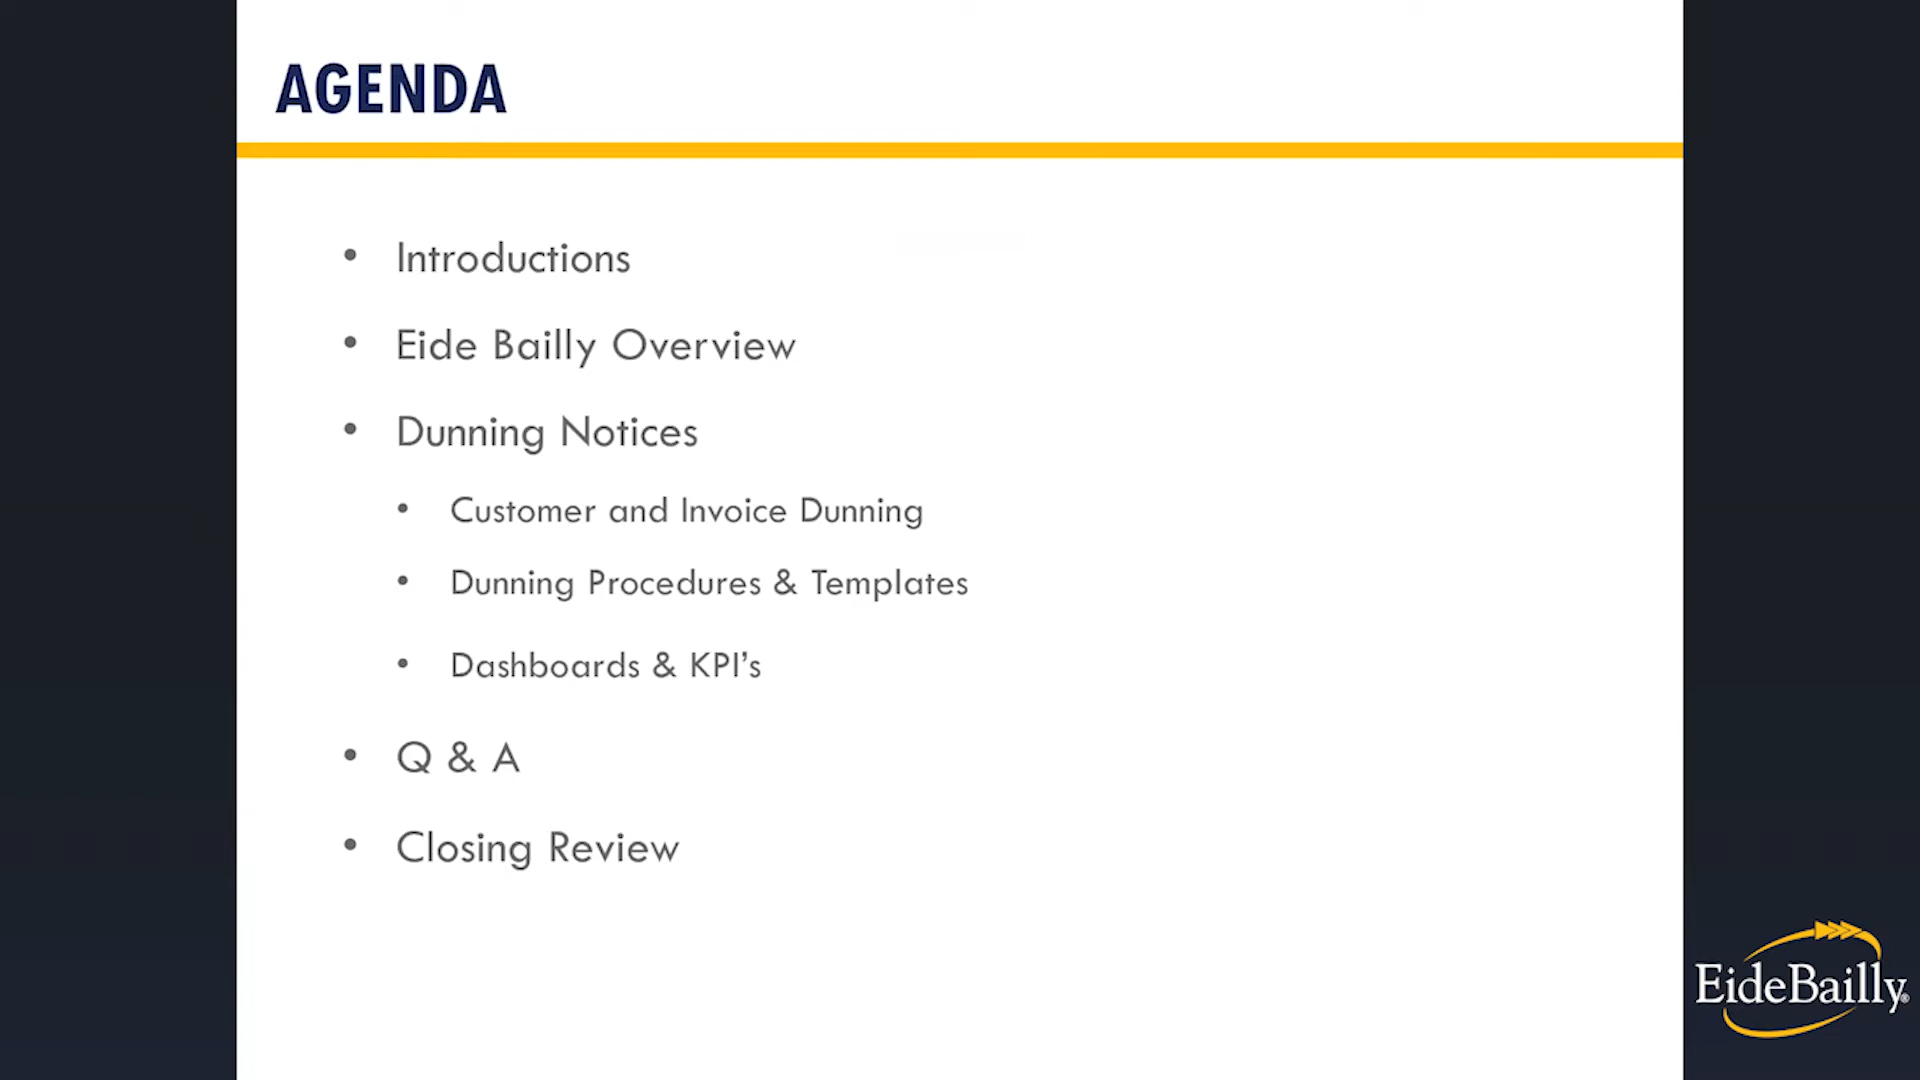 AGENDA
• Introductions
• Eide Bailly Overview
• Dunning Notices
• Customer and Invoice Dunning
• Dunning Procedures & Templates
• Dashboards & KPI’s
• Q & A
• Closing Review
EideBailly®